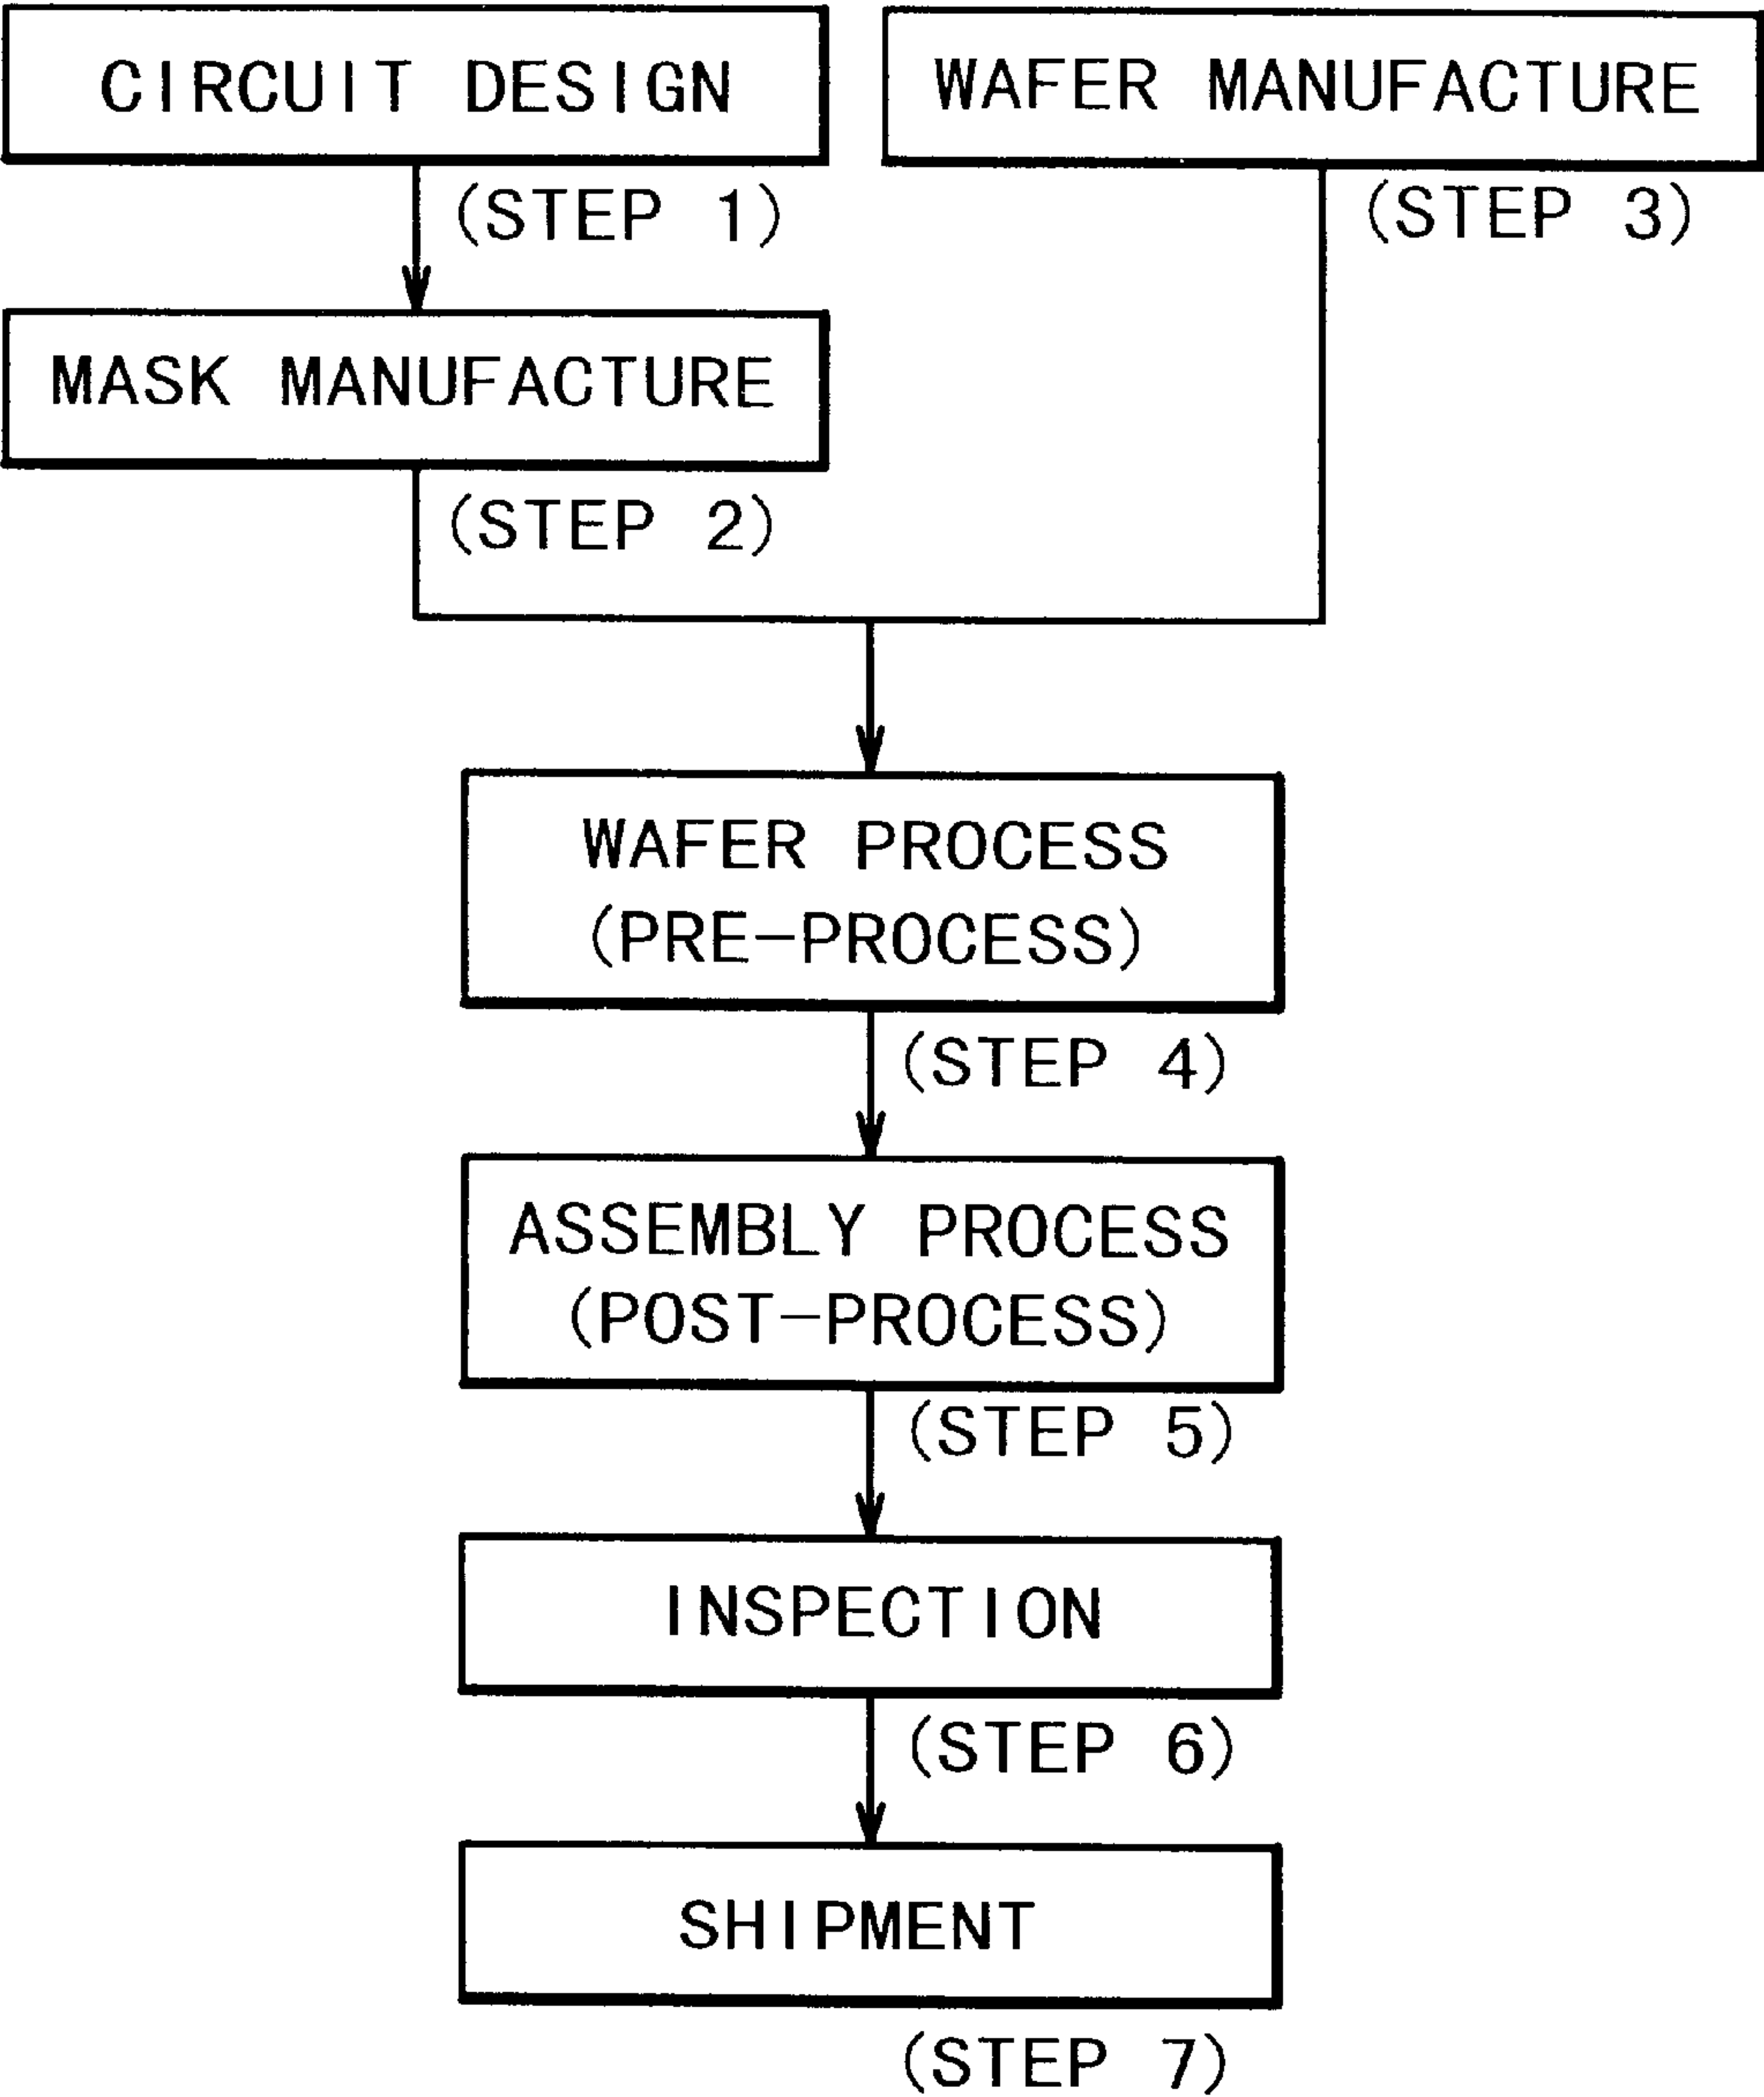 CIRCUIT DESIGN
(STEP 1)
WAFER MANUFACTURE
(STEP 3)
MASK MANUFACTURE
(STEP 2)
WAFER PROCESS
(PRE-PROCESS)
(STEP 4)
ASSEMBLY PROCESS
(POST-PROCESS)
(STEP 5)
INSPECTION
(STEP 6)
SHIPMENT
(STEP 7)